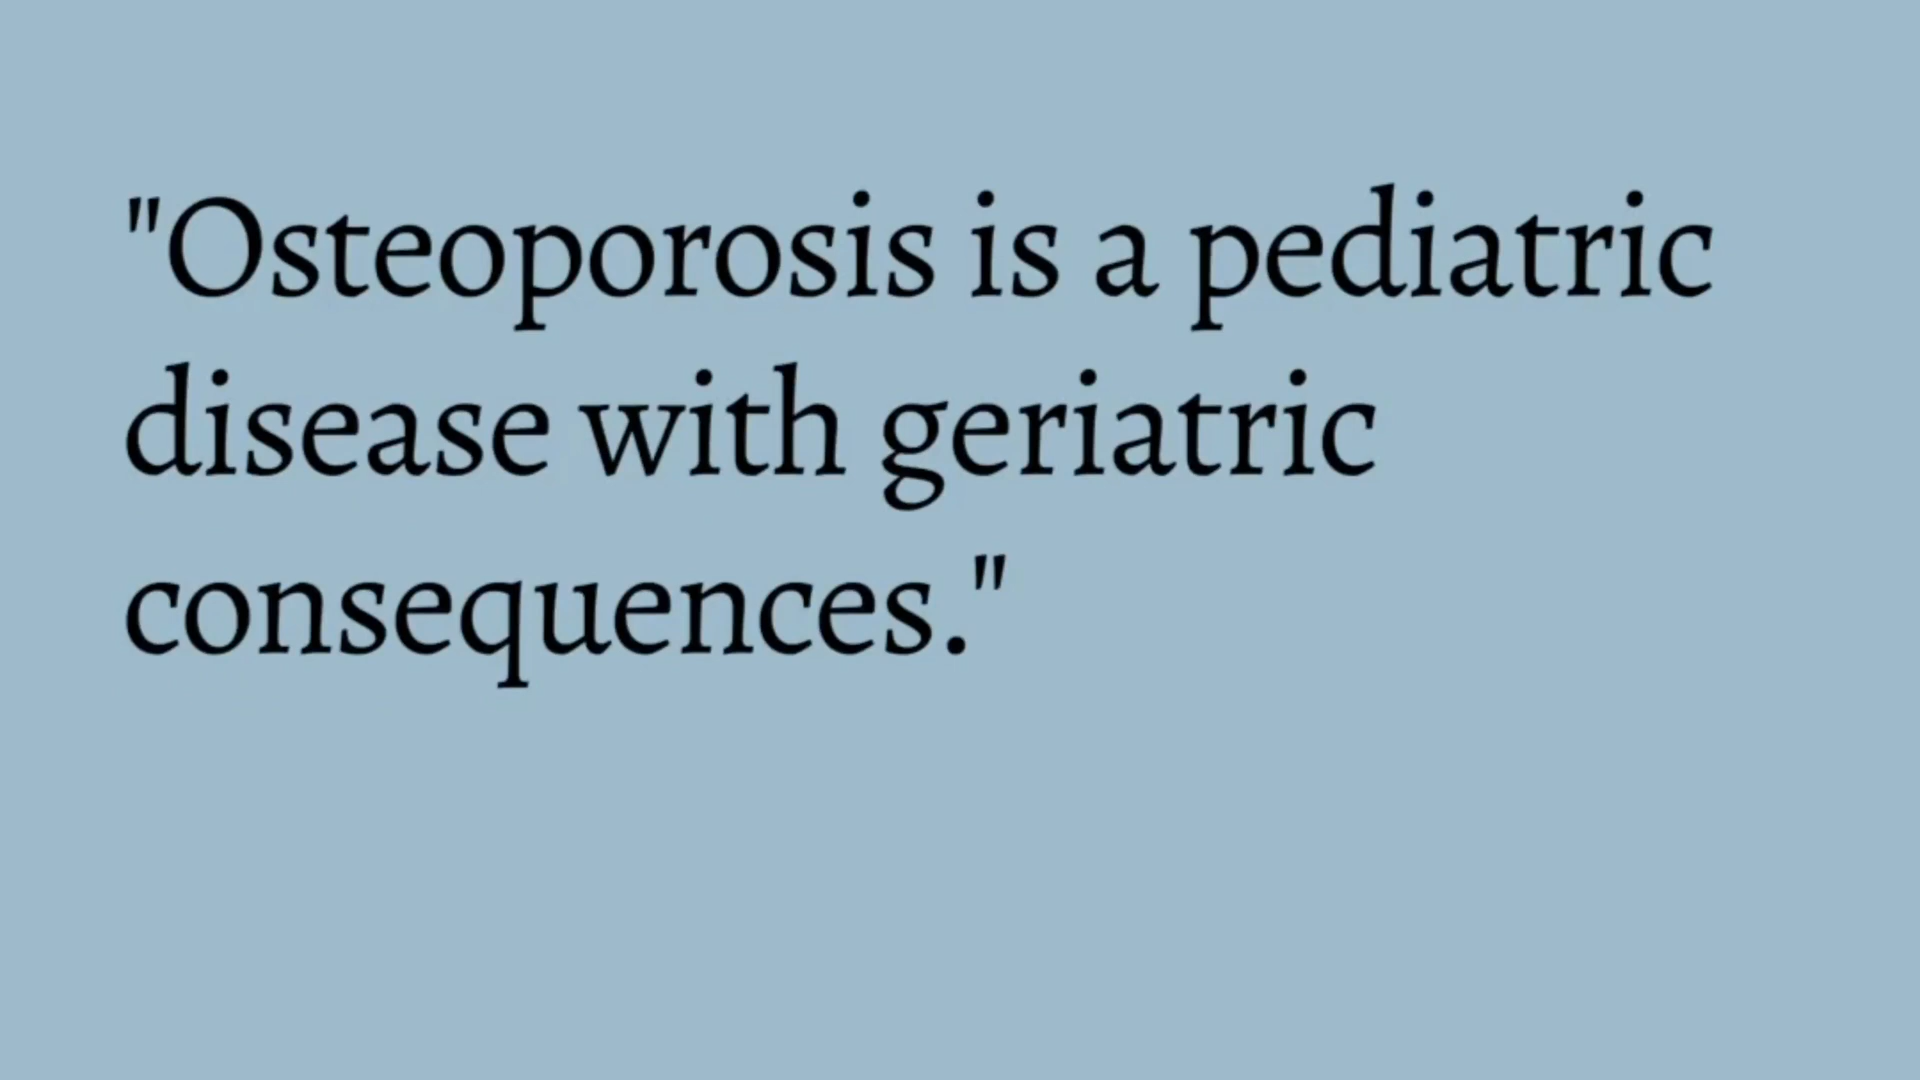 "Osteoporosis is a pediatric
disease with geriatric
consequences."